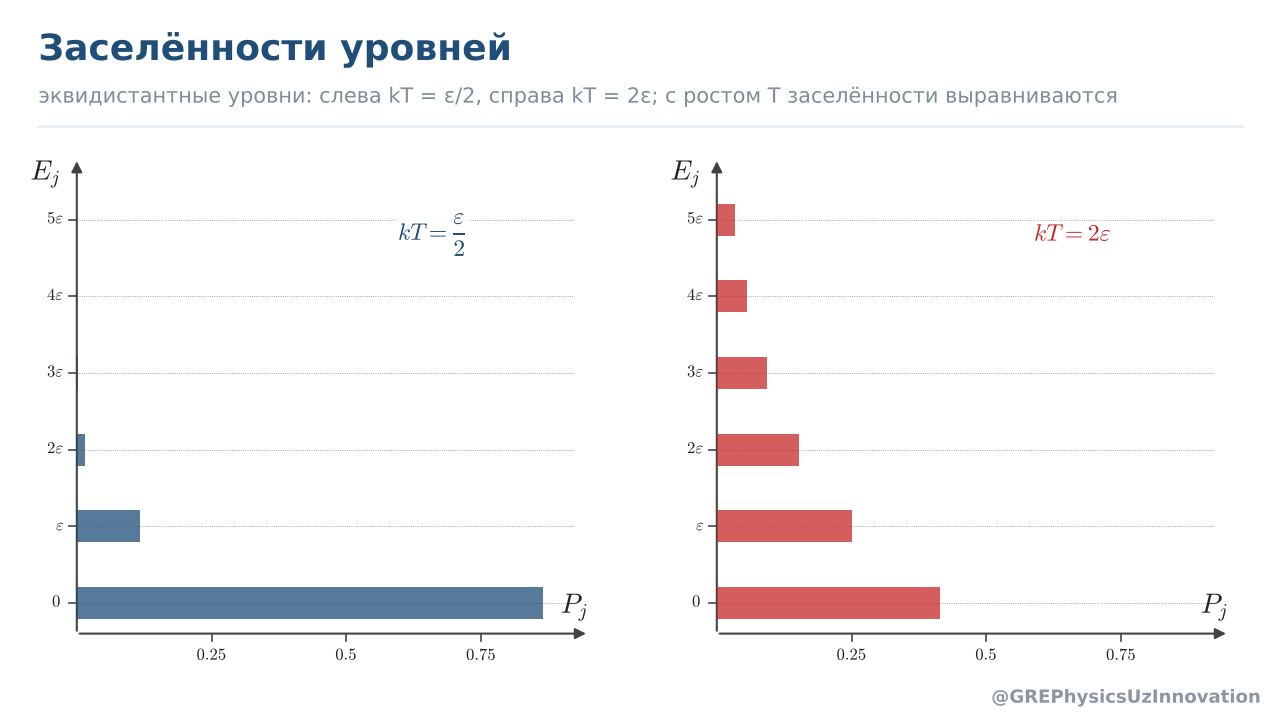 Заселённости уровней
эквидистантные уровни: слева kT = ε/2, справа kT = 2ε; с ростом T заселённости выравниваются
E_j
5ε
4ε
3ε
2ε
ε
0
kT = ε/2
P_j
0.25 0.5 0.75
E_j
5ε
4ε
3ε
2ε
ε
0
kT = 2ε
P_j
0.25 0.5 0.75
@GREPhysicsUzInnovation